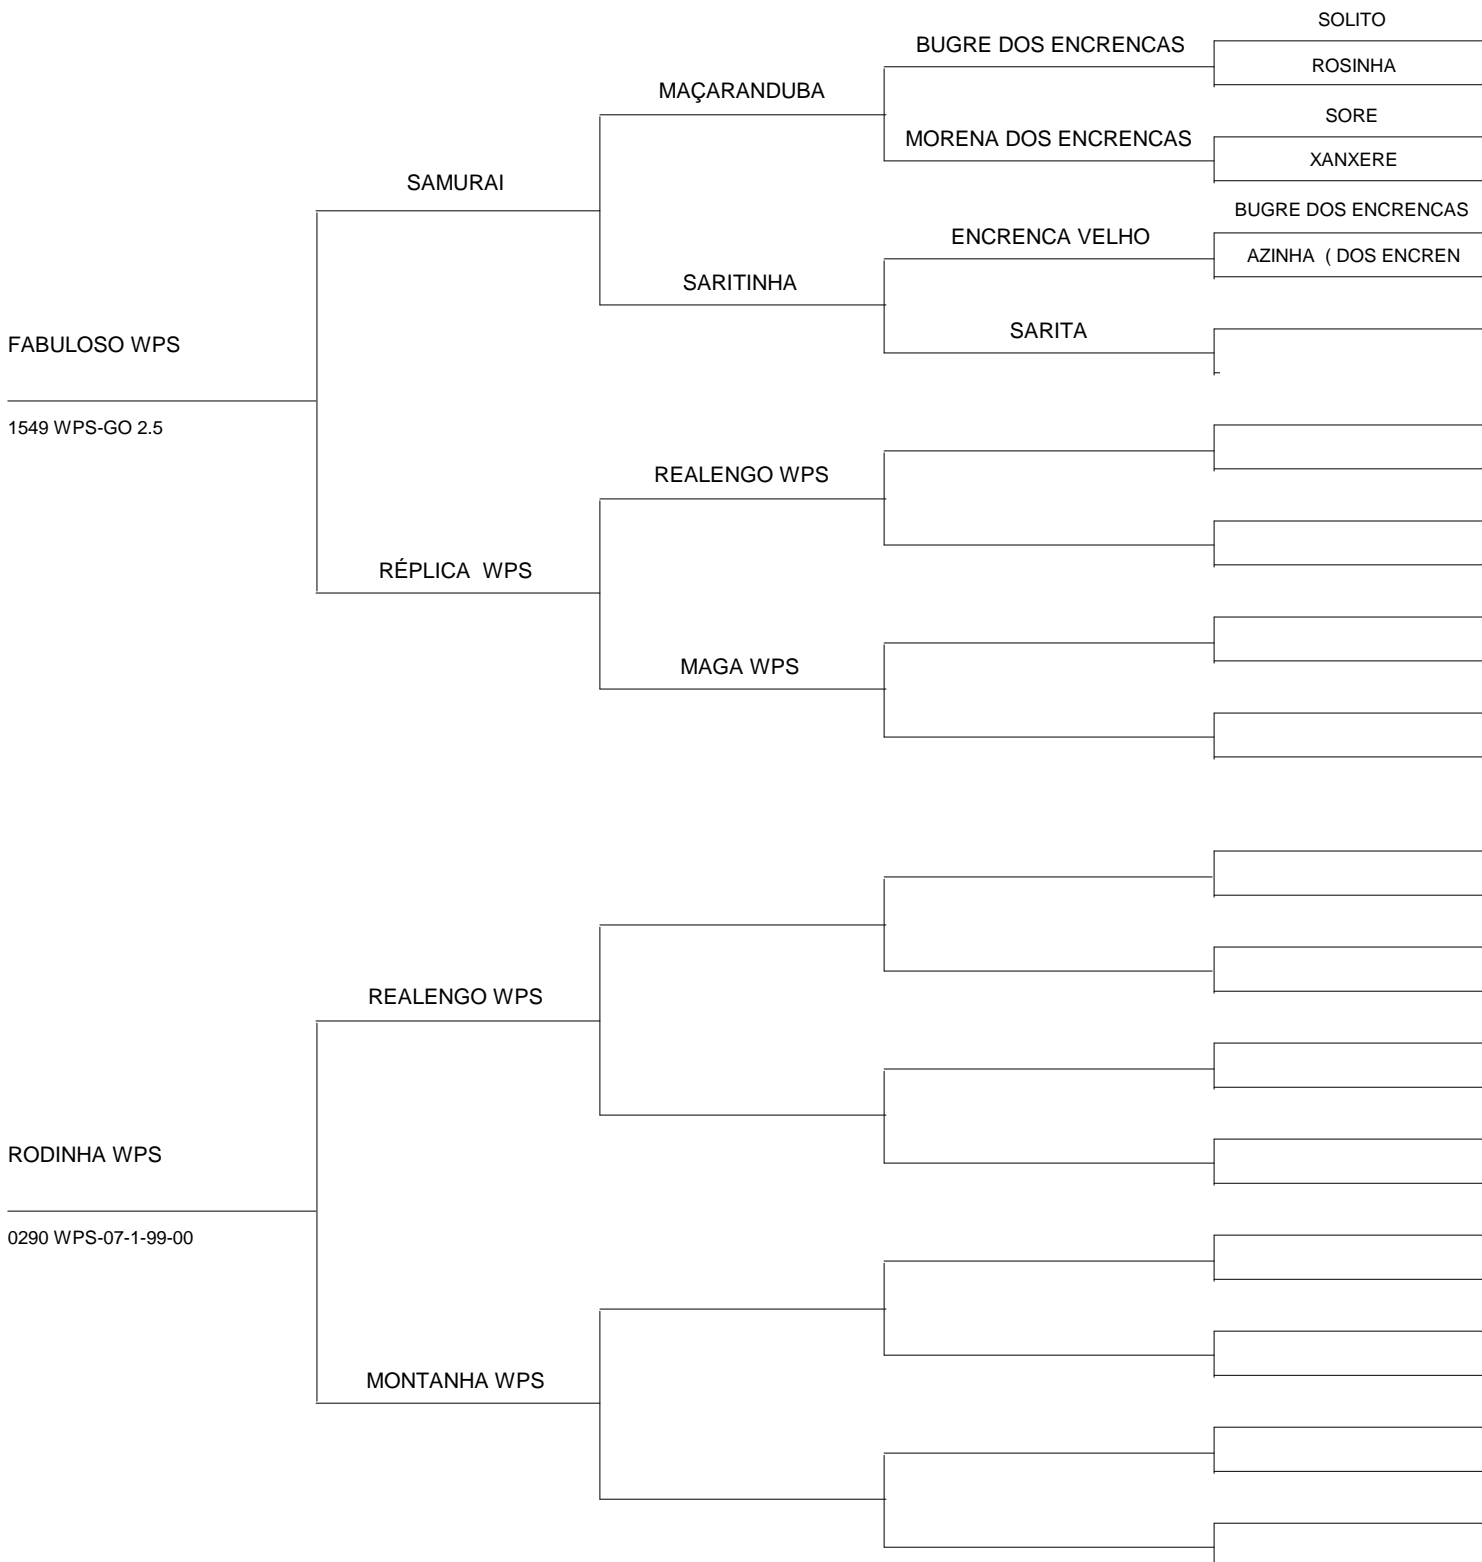 SOLITO
BUGRE DOS ENCRENCAS
ROSINHA
MAÇARANDUBA
SORE
MORENA DOS ENCRENCAS
XANXERE
SAMURAI
BUGRE DOS ENCRENCAS
ENCRENCA VELHO
AZINHA ( DOS ENCREN
SARITINHA
SARITA
FABULOSO WPS
1549 WPS-GO 2.5
REALENGO WPS
RÉPLICA WPS
MAGA WPS
REALENGO WPS
RODINHA WPS
0290 WPS-07-1-99-00
MONTANHA WPS